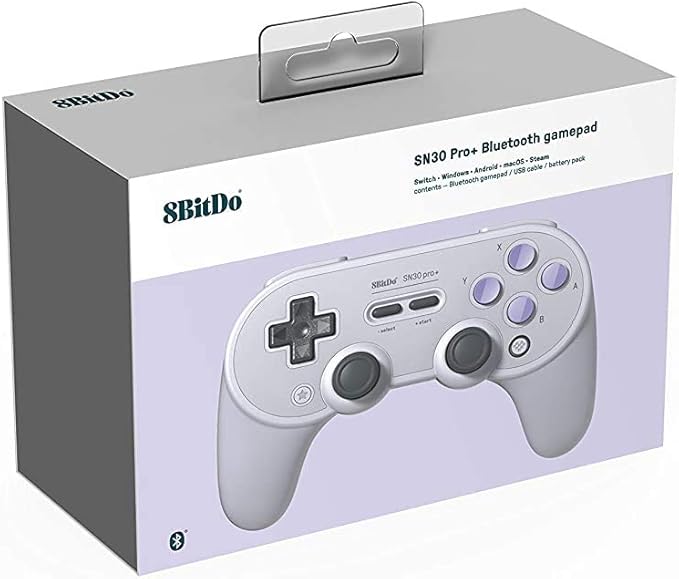 8BitDo
SN30 Pro+ Bluetooth gamepad
Switch · Windows · Android · macOS · Steam
contents – Bluetooth gamepad / USB cable / battery pack
8BitDo
8BitDo SN30 pro+
- select + start
X
Y
A
B